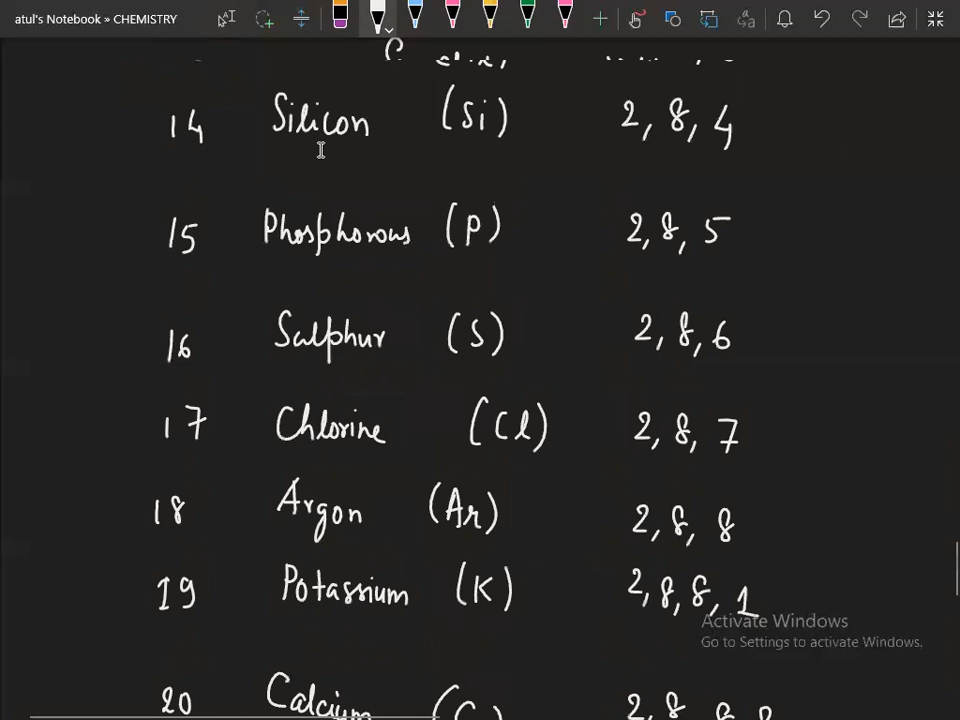 atul's Notebook » CHEMISTRY
14 Silicon (Si) 2, 8, 4
15 Phosphorous (P) 2, 8, 5
16 Sulphur (S) 2, 8, 6
17 Chlorine (Cl) 2, 8, 7
18 Argon (Ar) 2, 8, 8
19 Potassium (K) 2, 8, 8, 1
Activate Windows
Go to Settings to activate Windows.
20 Calcium 2, 8